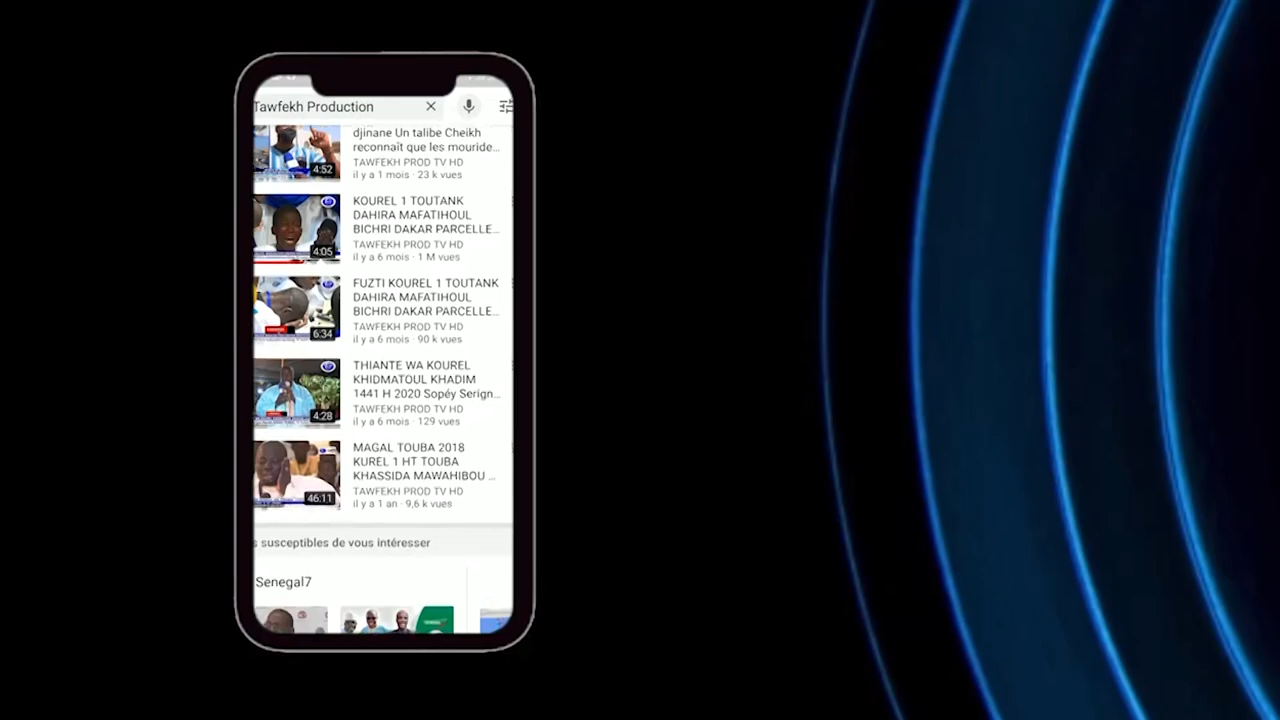 Tawfekh Production
djinane Un talibe Cheikh
reconnaît que les mouride...
TAWFEKH PROD TV HD
il y a 1 mois · 23 k vues
4:52
KOUREL 1 TOUTANK
DAHIRA MAFATIHOUL
BICHRI DAKAR PARCELLE...
TAWFEKH PROD TV HD
il y a 6 mois · 1 M vues
4:05
FUZTI KOUREL 1 TOUTANK
DAHIRA MAFATIHOUL
BICHRI DAKAR PARCELLE...
TAWFEKH PROD TV HD
il y a 6 mois · 90 k vues
6:34
THIANTE WA KOUREL
KHIDMATOUL KHADIM
1441 H 2020 Sopéy Serign...
TAWFEKH PROD TV HD
il y a 6 mois · 129 vues
4:28
MAGAL TOUBA 2018
KUREL 1 HT TOUBA
KHASSIDA MAWAHIBOU ...
TAWFEKH PROD TV HD
il y a 1 an · 9,6 k vues
46:11
s susceptibles de vous intéresser
Senegal7